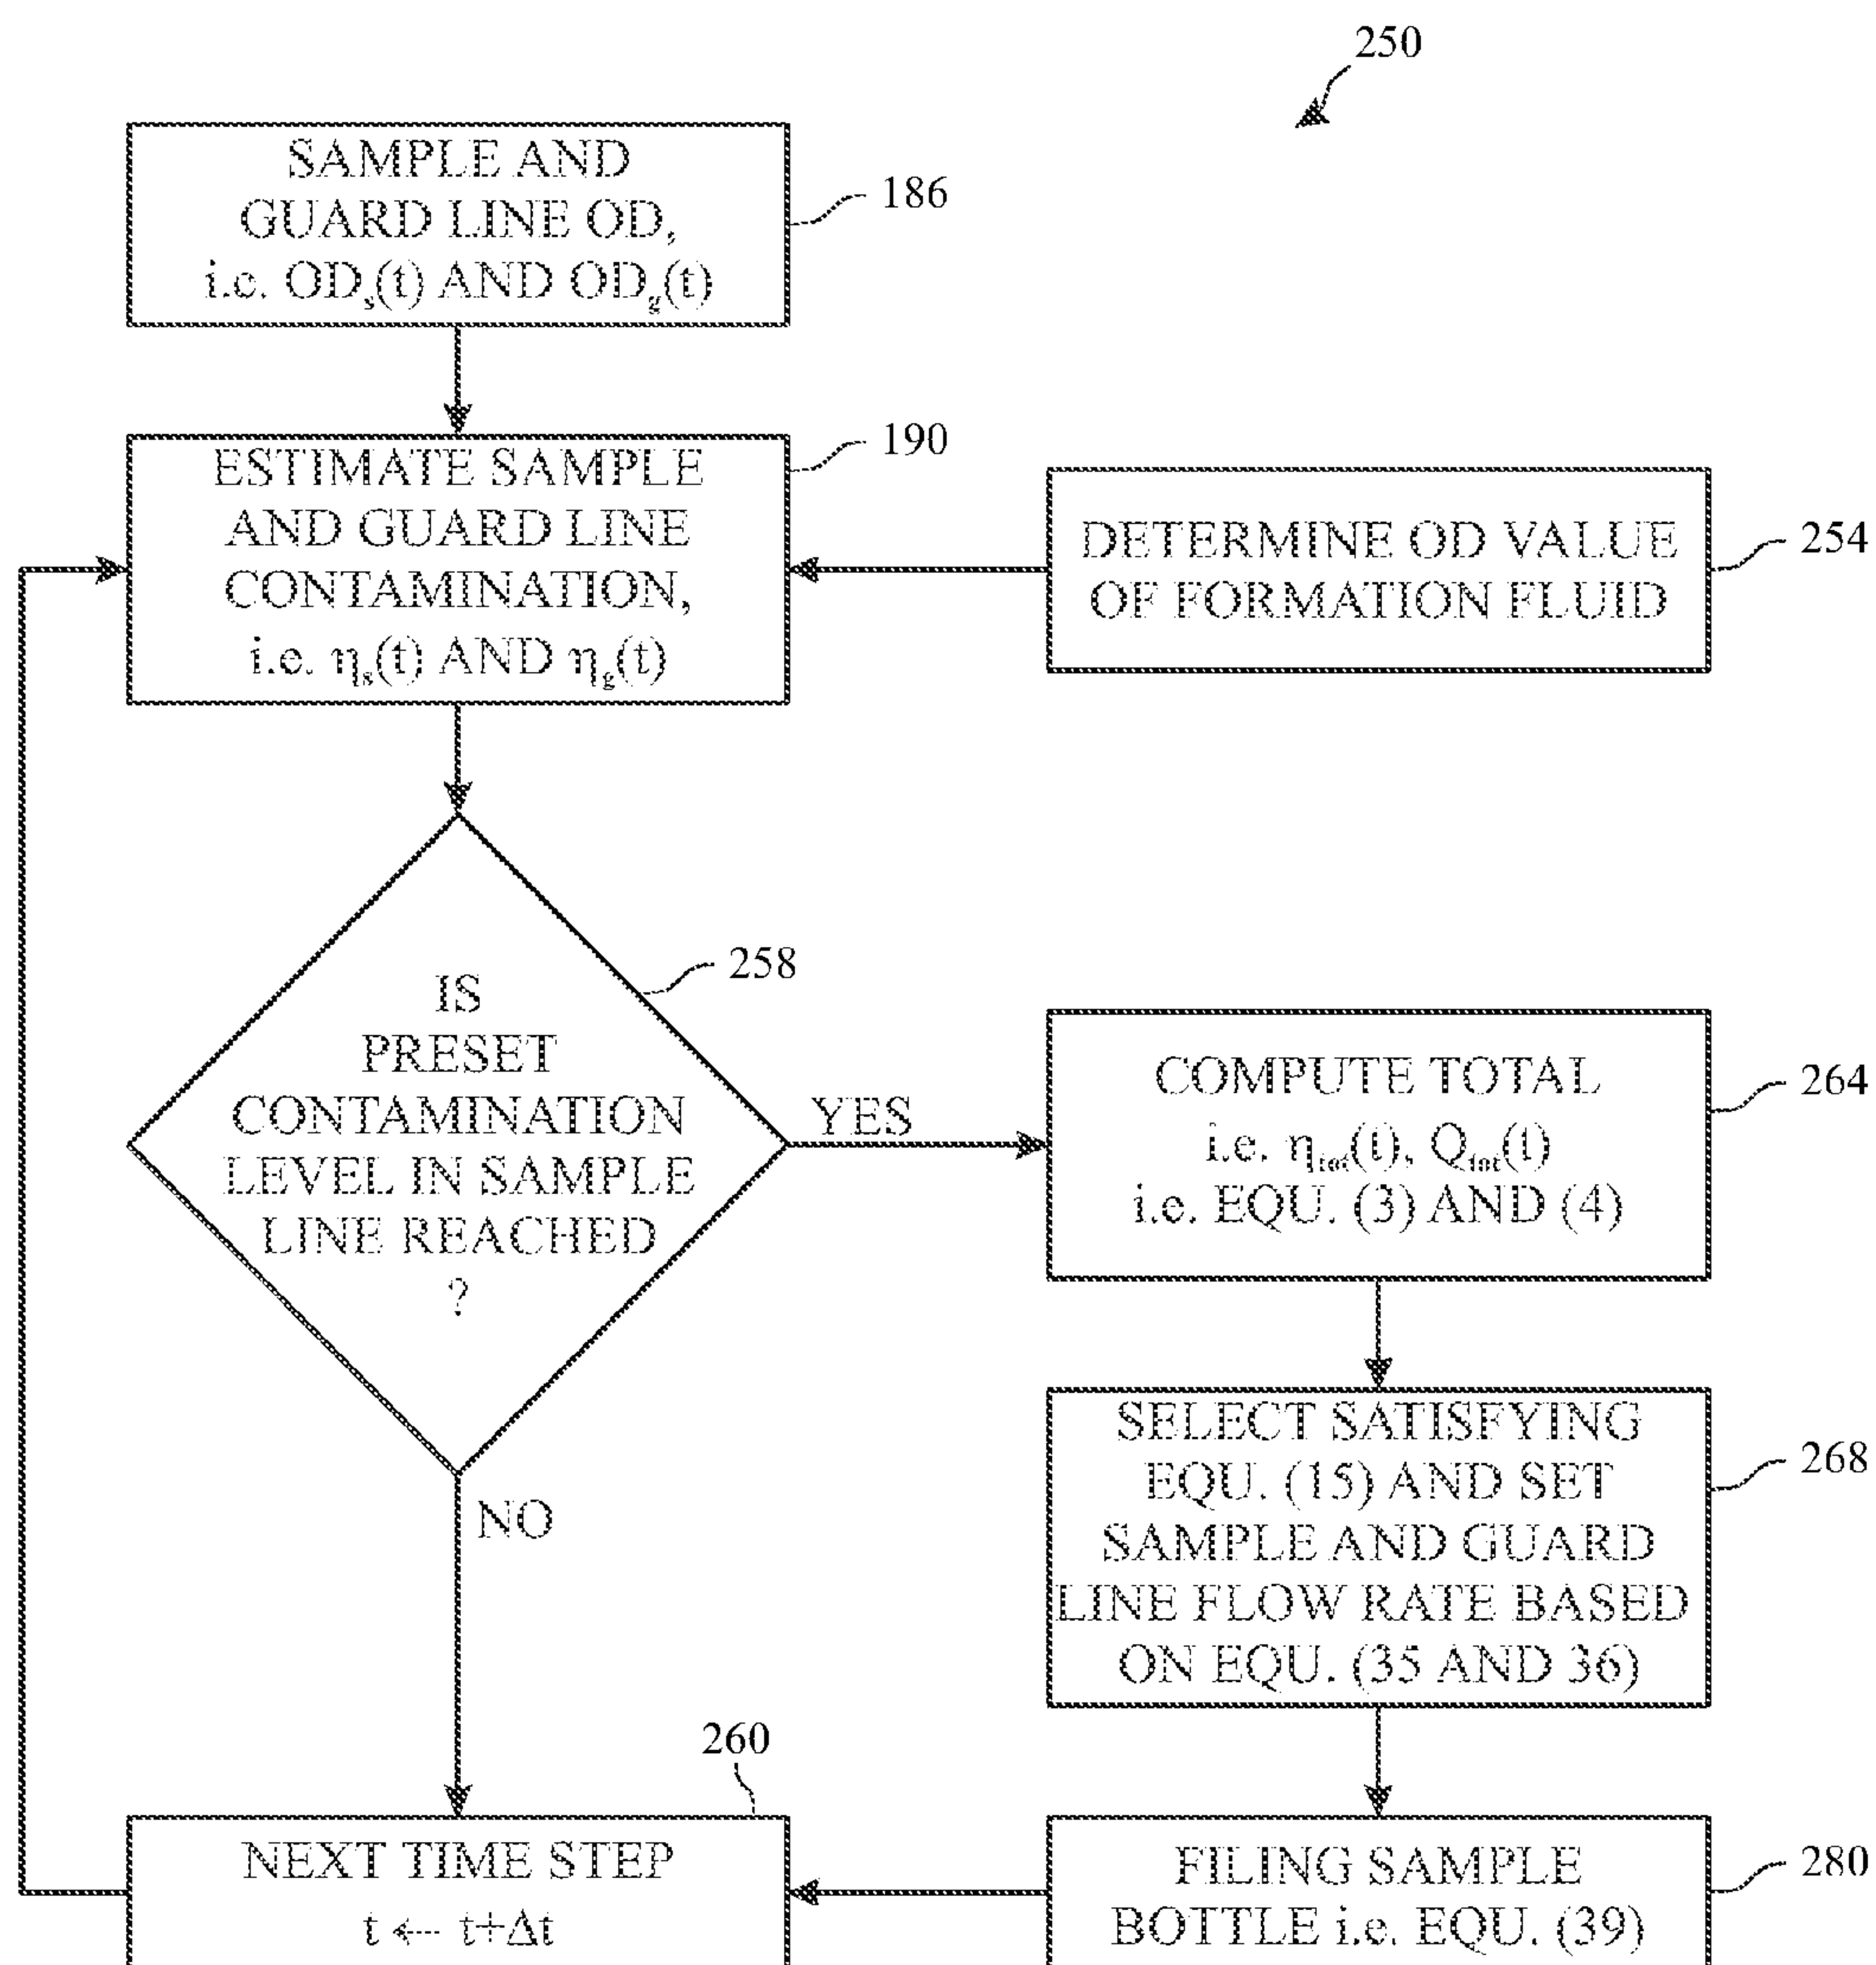 250
SAMPLE AND
GUARD LINE OD,
i.e. ODs(t) AND ODg(t)
186
ESTIMATE SAMPLE
AND GUARD LINE
CONTAMINATION,
i.e. ηs(t) AND ηg(t)
190
DETERMINE OD VALUE
OF FORMATION FLUID
254
IS
PRESET
CONTAMINATION
LEVEL IN SAMPLE
LINE REACHED
?
258
YES
NO
COMPUTE TOTAL
i.e. ηtot(t), Qtot(t)
i.e. EQU. (3) AND (4)
264
SELECT SATISFYING
EQU. (15) AND SET
SAMPLE AND GUARD
LINE FLOW RATE BASED
ON EQU. (35 AND 36)
268
260
NEXT TIME STEP
t ← t+Δt
FILING SAMPLE
BOTTLE i.e. EQU. (39)
280